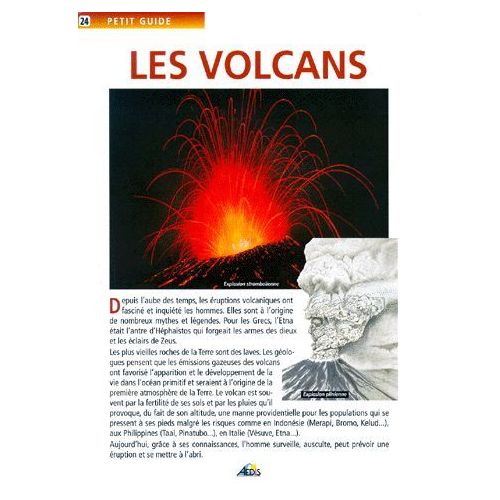 24 PETIT GUIDE
LES VOLCANS
Explosion strombolienne
Depuis l'aube des temps, les éruptions volcaniques ont
fasciné et inquiété les hommes. Elles sont à l'origine
de nombreux mythes et légendes. Pour les Grecs, l'Etna
était l'antre d'Héphaïstos qui forgeait les armes des dieux
et les éclairs de Zeus.
Les plus vieilles roches de la Terre sont des laves. Les géolo-
gues pensent que les émissions gazeuses des volcans
ont favorisé l'apparition et le développement de la
vie dans l'océan primitif et seraient à l'origine de la
première atmosphère de la Terre. Le volcan est sou-
vent par la fertilité de ses sols et par les pluies qu'il
provoque, du fait de son altitude, une manne providentielle pour les populations qui se
pressent à ses pieds malgré les risques comme en Indonésie (Merapi, Bromo, Kelud...),
aux Philippines (Taal, Pinatubo...), en Italie (Vésuve, Etna...).
Aujourd'hui, grâce à ses connaissances, l'homme surveille, ausculte, peut prévoir une
éruption et se mettre à l'abri.
Explosion plinienne
AEDIS